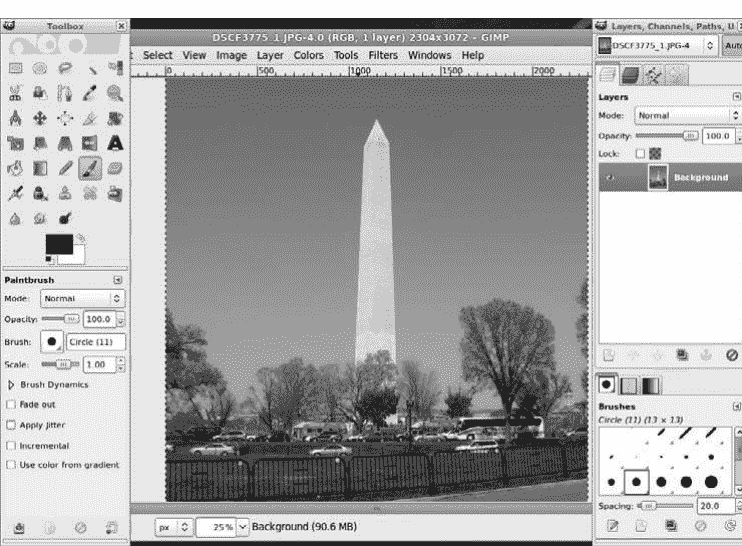 Toolbox
DSCF3775_1.JPG-4.0 (RGB, 1 layer) 2304x3072 – GIMP
Layers, Channels, Paths, U
DSCF3775_1.JPG-4
Auto
Select View Image Layer Colors Tools Filters Windows Help
0 500 1000 1500 2000
Layers
Mode: Normal
Opacity: 100.0
Lock:
Background
Paintbrush
Mode: Normal
Opacity: 100.0
Brush: Circle (11)
Scale: 1.00
Brush Dynamics
Fade out
Apply Jitter
Incremental
Use color from gradient
Brushes
Circle (11) (13 × 13)
Spacing: 20.0
px 25% Background (90.6 MB)